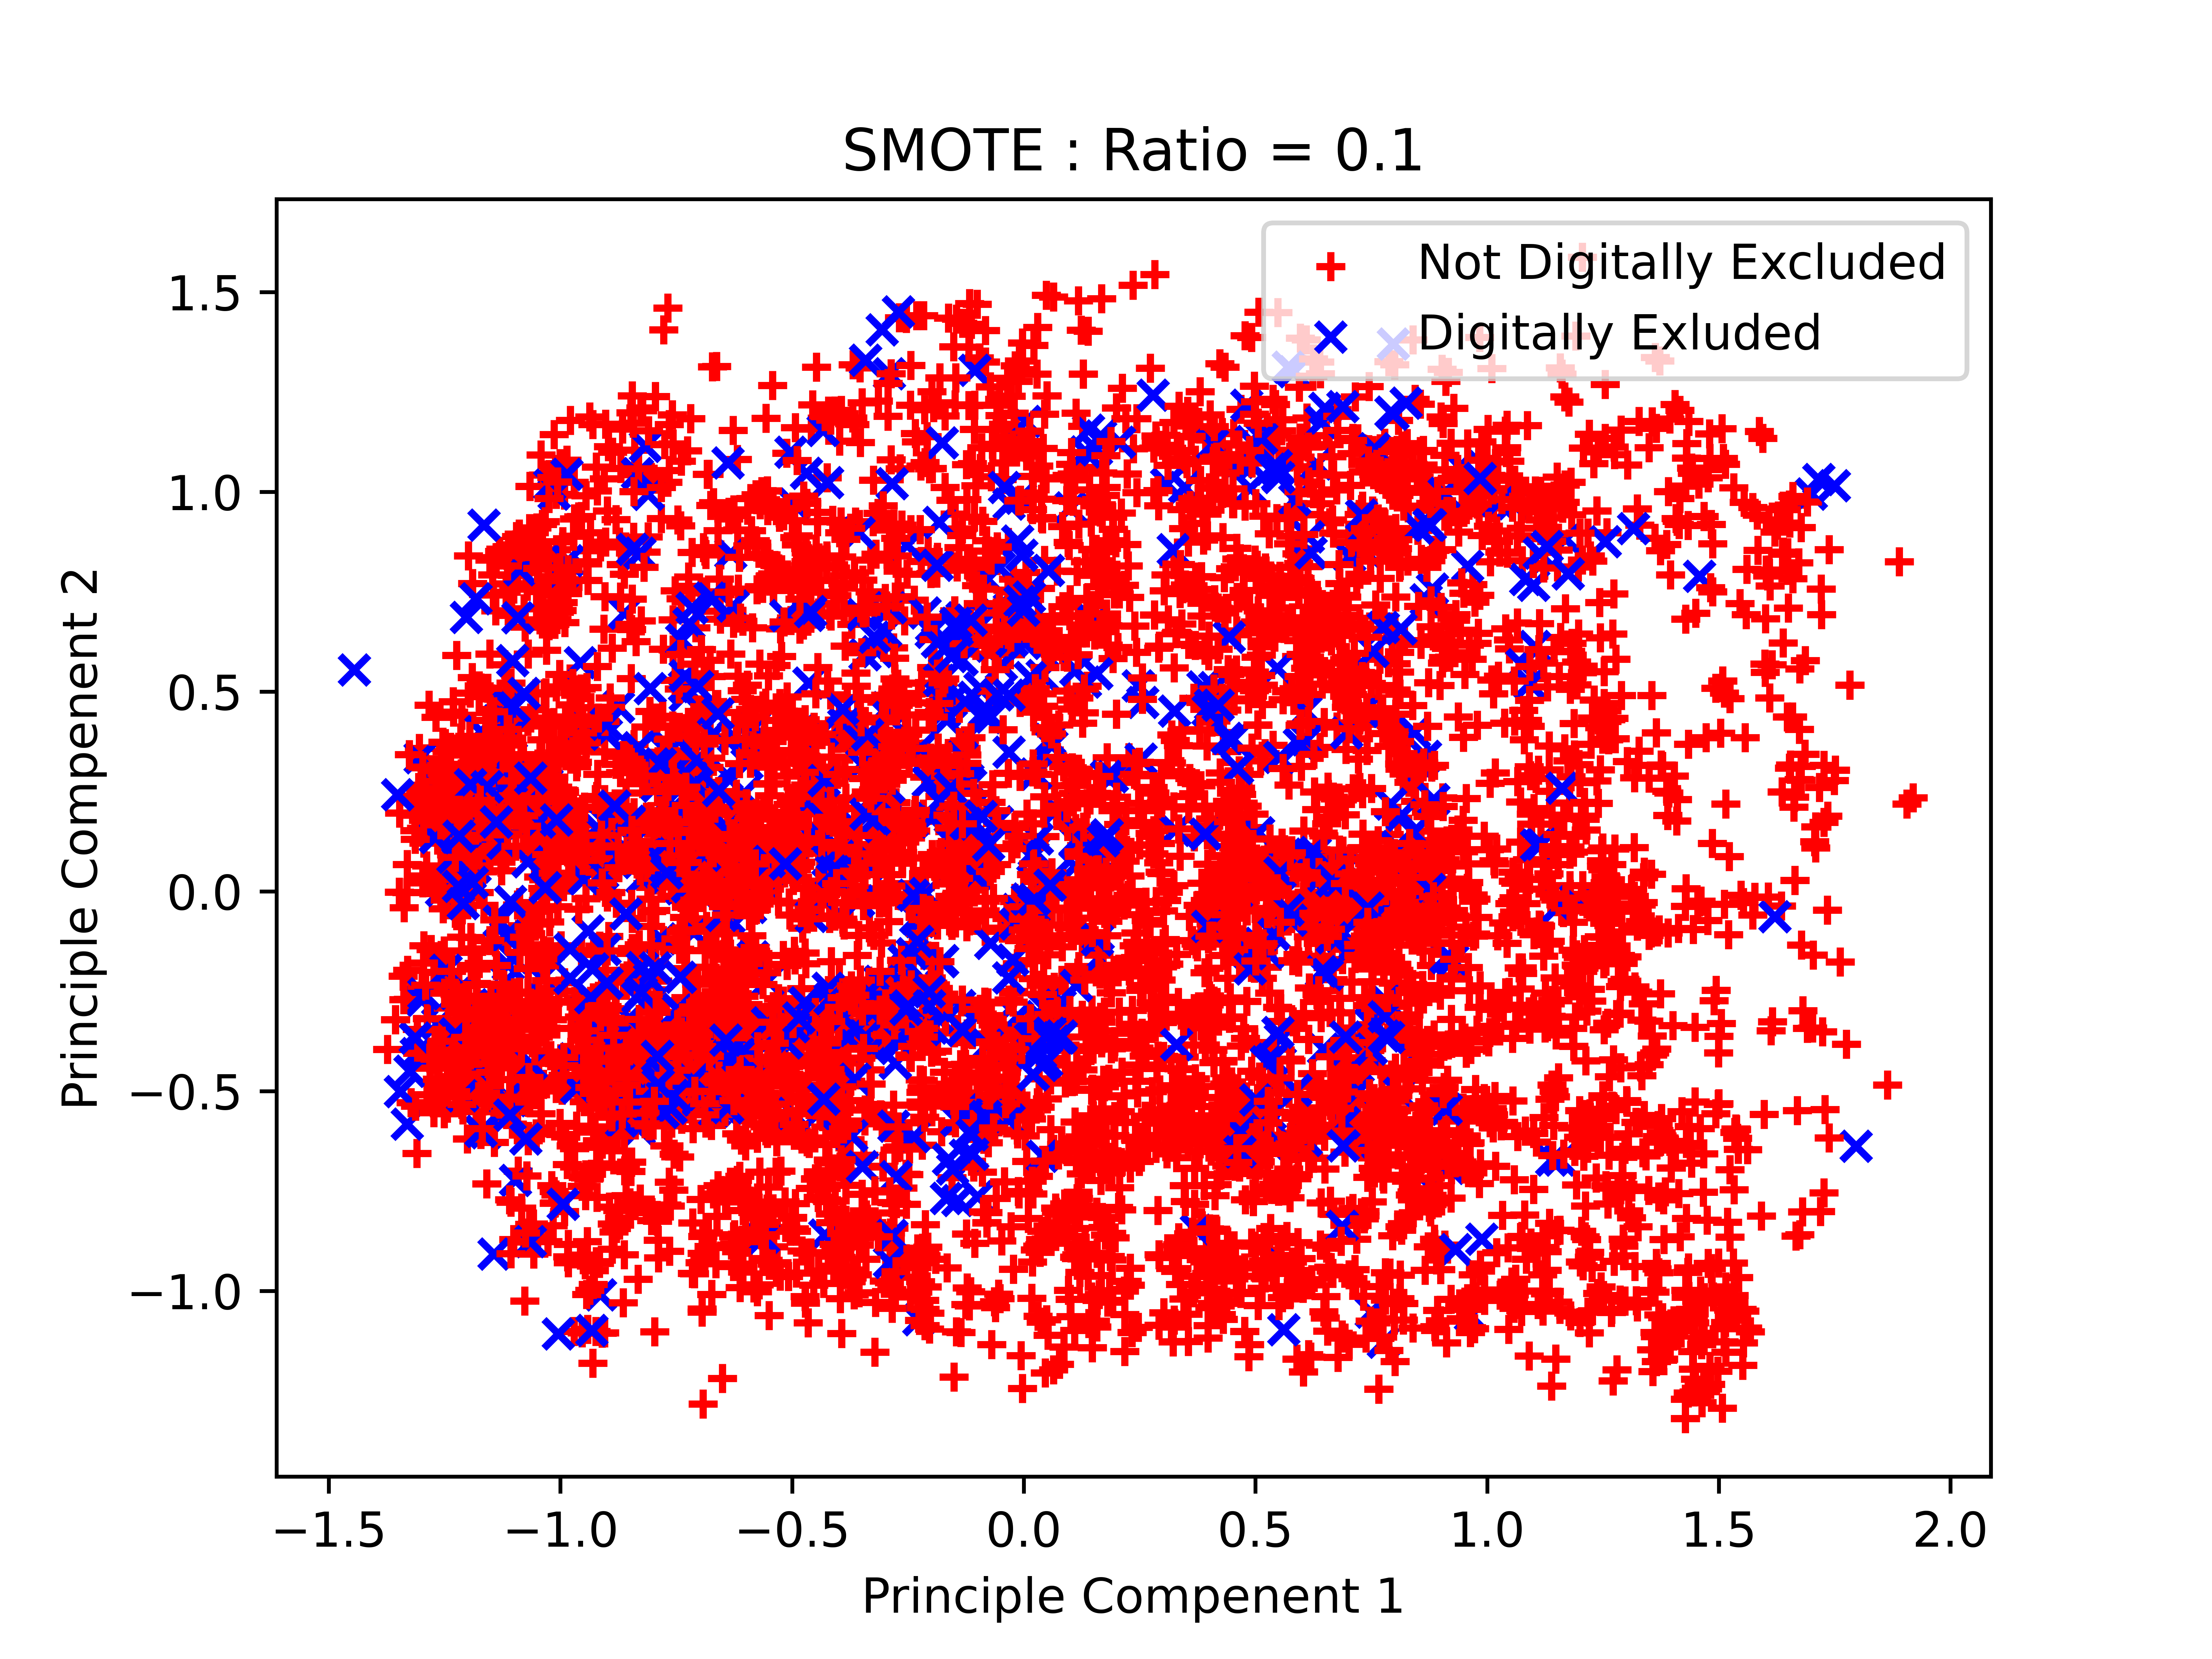 SMOTE : Ratio = 0.1
Not Digitally Excluded
Digitally Exluded
1.5
1.0
0.5
0.0
−0.5
−1.0
Principle Compenent 2
−1.5 −1.0 −0.5 0.0 0.5 1.0 1.5 2.0
Principle Compenent 1